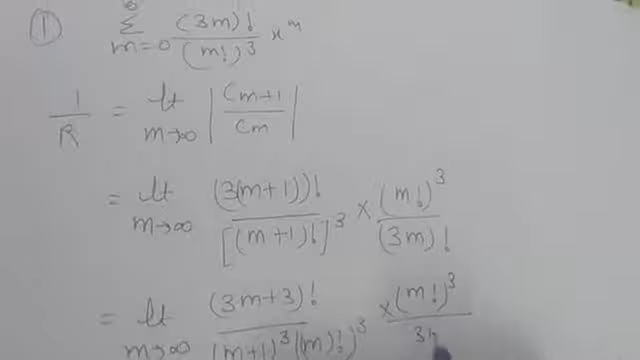 ① ∞ Σ m=0 (3m)! / (m!)^3 x^m
1/R = lt m→∞ |Cm+1 / Cm|
= lt m→∞ (3(m+1))! / [(m+1)!]^3 × (m!)^3 / (3m)!
= lt m→∞ (3m+3)! / (m+1)^3 (m)!)^3 × (m!)^3 / 3